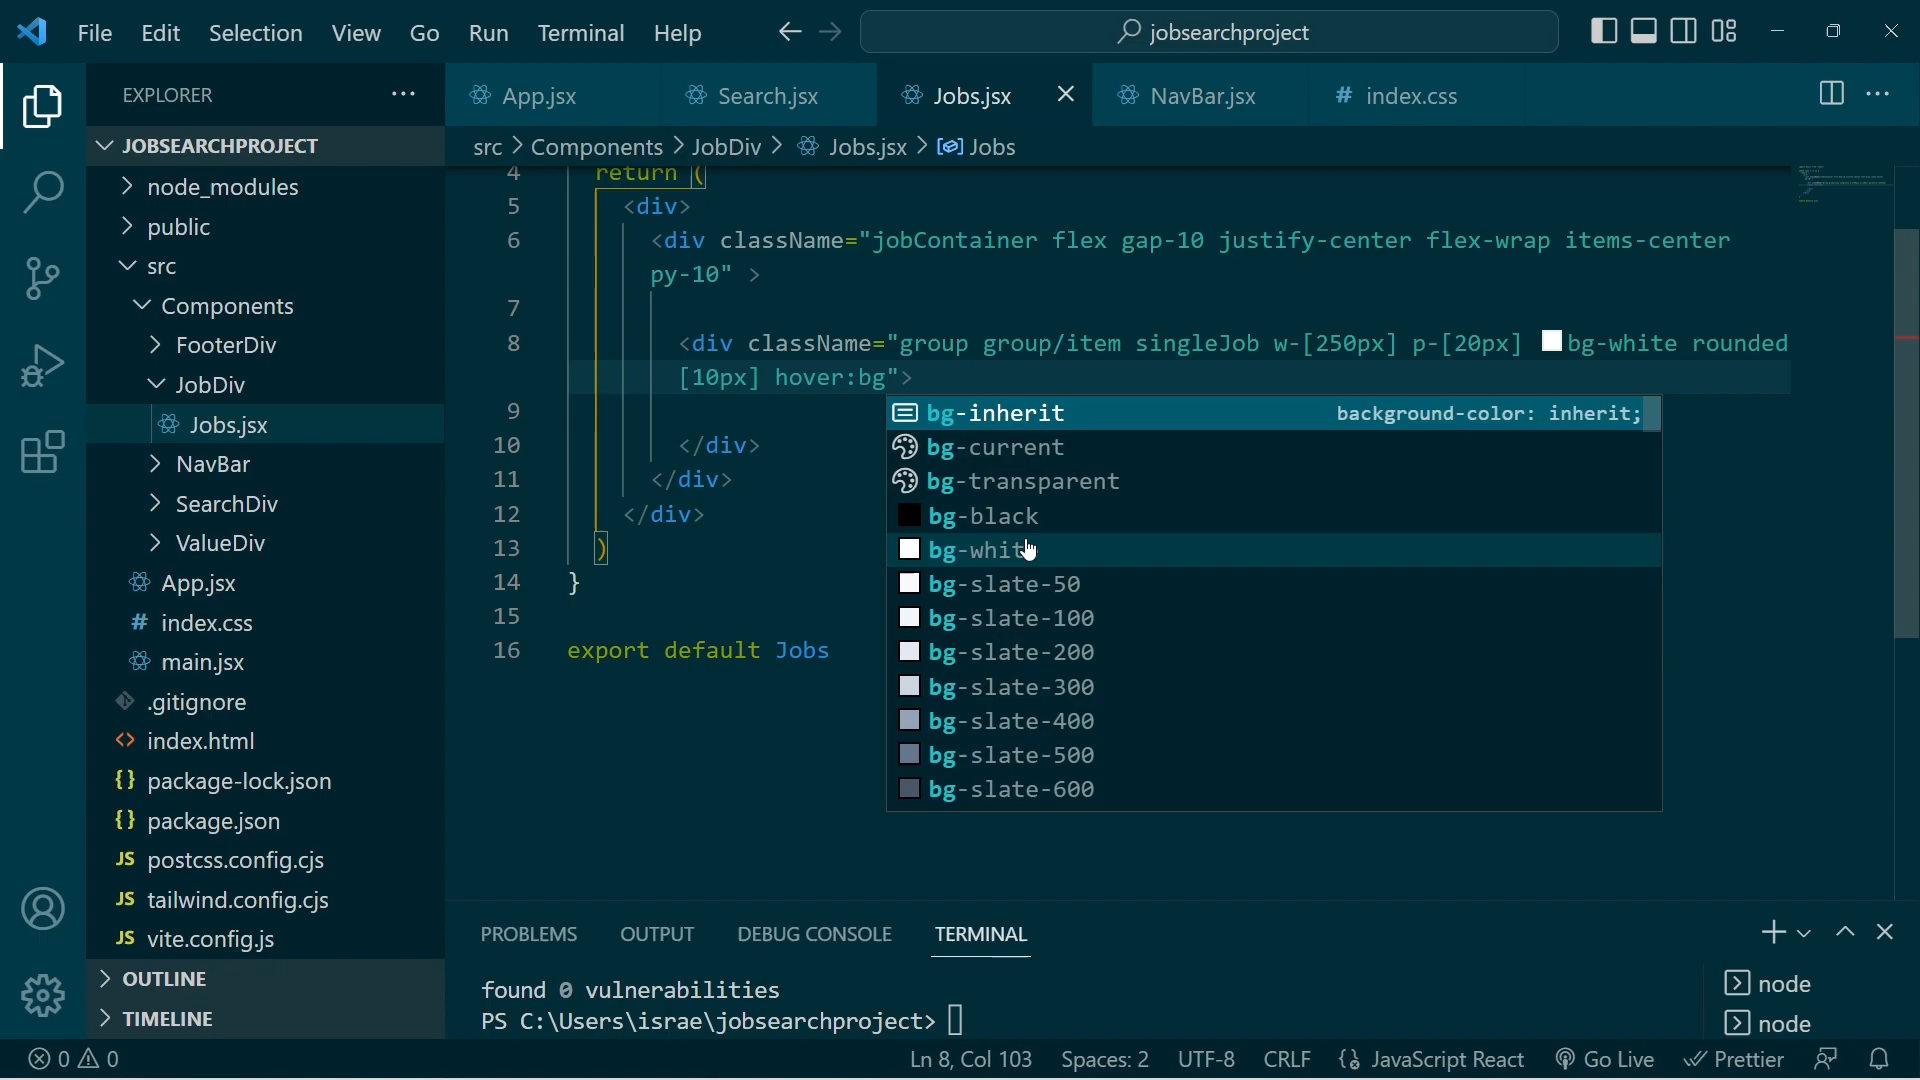 File Edit Selection View Go Run Terminal Help
jobsearchproject
EXPLORER
App.jsx
Search.jsx
Jobs.jsx
NavBar.jsx
# index.css
JOBSEARCHPROJECT
src > Components > JobDiv > Jobs.jsx > Jobs
node_modules
public
src
Components
FooterDiv
JobDiv
Jobs.jsx
NavBar
SearchDiv
ValueDiv
App.jsx
# index.css
main.jsx
.gitignore
<> index.html
{} package-lock.json
{} package.json
JS postcss.config.cjs
JS tailwind.config.cjs
JS vite.config.js
OUTLINE
TIMELINE
4 return (
5 <div>
6 <div className="jobContainer flex gap-10 justify-center flex-wrap items-center
py-10" >
7
8 <div className="group group/item singleJob w-[250px] p-[20px] bg-white rounded
[10px] hover:bg">
9
10 </div>
11 </div>
12 </div>
13 )
14 }
15
16 export default Jobs
bg-inherit background-color: inherit;
bg-current
bg-transparent
bg-black
bg-white
bg-slate-50
bg-slate-100
bg-slate-200
bg-slate-300
bg-slate-400
bg-slate-500
bg-slate-600
PROBLEMS OUTPUT DEBUG CONSOLE TERMINAL
found 0 vulnerabilities
PS C:\Users\israe\jobsearchproject>
node
node
0 0
Ln 8, Col 103 Spaces: 2 UTF-8 CRLF {} JavaScript React Go Live Prettier